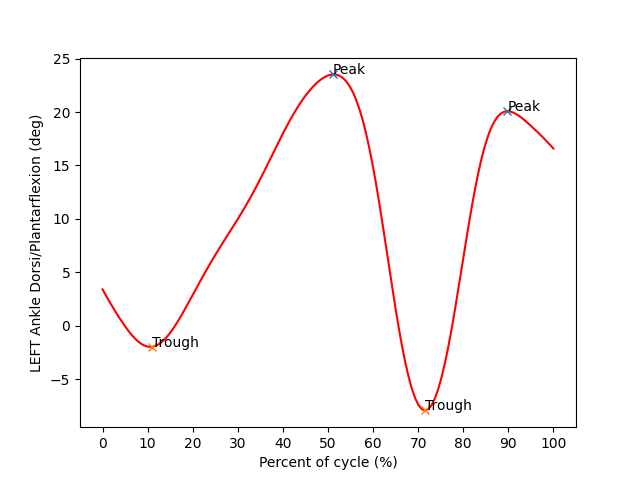 25
Peak
20
Peak
15
10
5
0
Trough
−5
Trough
LEFT Ankle Dorsi/Plantarflexion (deg)
0 10 20 30 40 50 60 70 80 90 100
Percent of cycle (%)